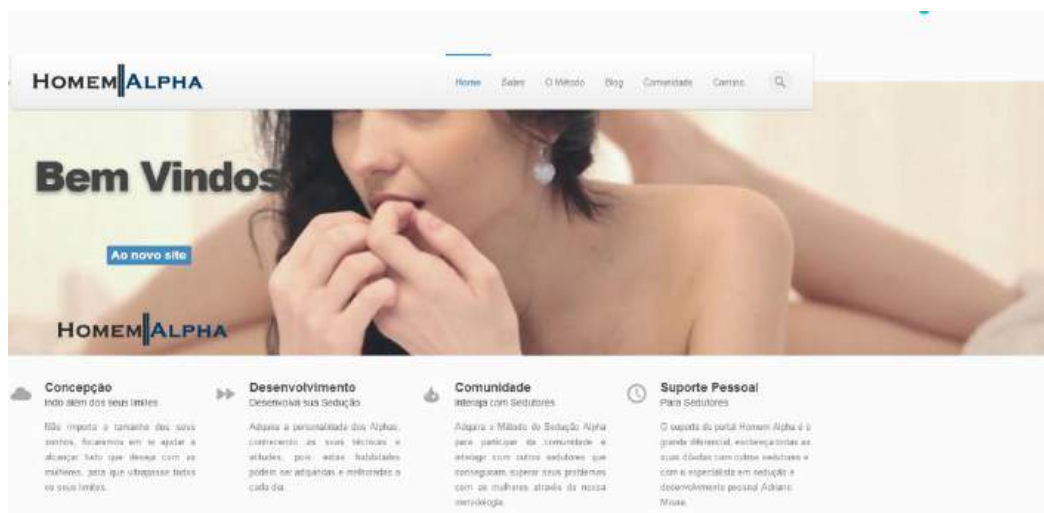 HOMEM ALPHA
Home Sobre O Método Blog Comunidade Contato
Bem Vindos
Ao novo site
HOMEM ALPHA
Concepção
Indo além dos seus limites
Não importa o tamanho dos seus
sonhos, focaremos em te ajudar a
alcançar tudo que deseja com as
mulheres, para que ultrapasse todos
os seus limites.
Desenvolvimento
Desenvolva sua Sedução
Adquira a personalidade dos Alphas,
conhecendo as suas técnicas e
atitudes, pois estas habilidades
podem ser adquiridas e melhoradas a
cada dia.
Comunidade
Interaja com Sedutores
Adquira o Método de Sedução Alpha
para participar da comunidade e
interagir com outros sedutores que
conseguiram superar seus problemas
com as mulheres através da nossa
metodologia.
Suporte Pessoal
Para Sedutores
O suporte do portal Homem Alpha é o
grande diferencial, esclareça todas as
suas dúvidas com outros sedutores e
com o especialista em sedução e
desenvolvimento pessoal Adriano